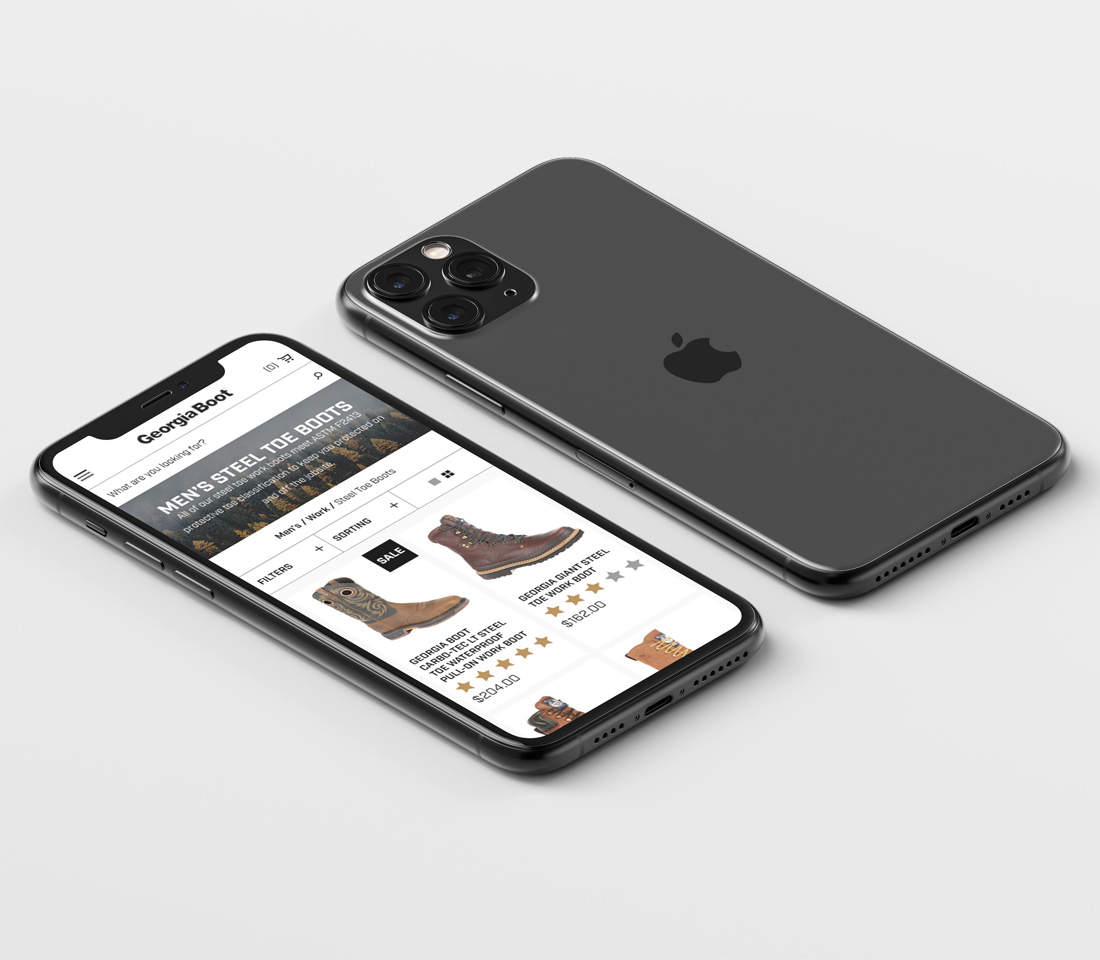 (0)
GeorgiaBoot
What are you looking for?
MEN'S STEEL TOE BOOTS
All of our steel toe work boots meet ASTM F2413
protective toe classification to keep you protected on
and off the jobsite.
Men's / Work / Steel Toe Boots
FILTERS +
SORTING +
SALE
GEORGIA BOOT
CARBO-TEC LT STEEL
TOE WATERPROOF
PULL-ON WORK BOOT
$204.00
GEORGIA GIANT STEEL
TOE WORK BOOT
$162.00